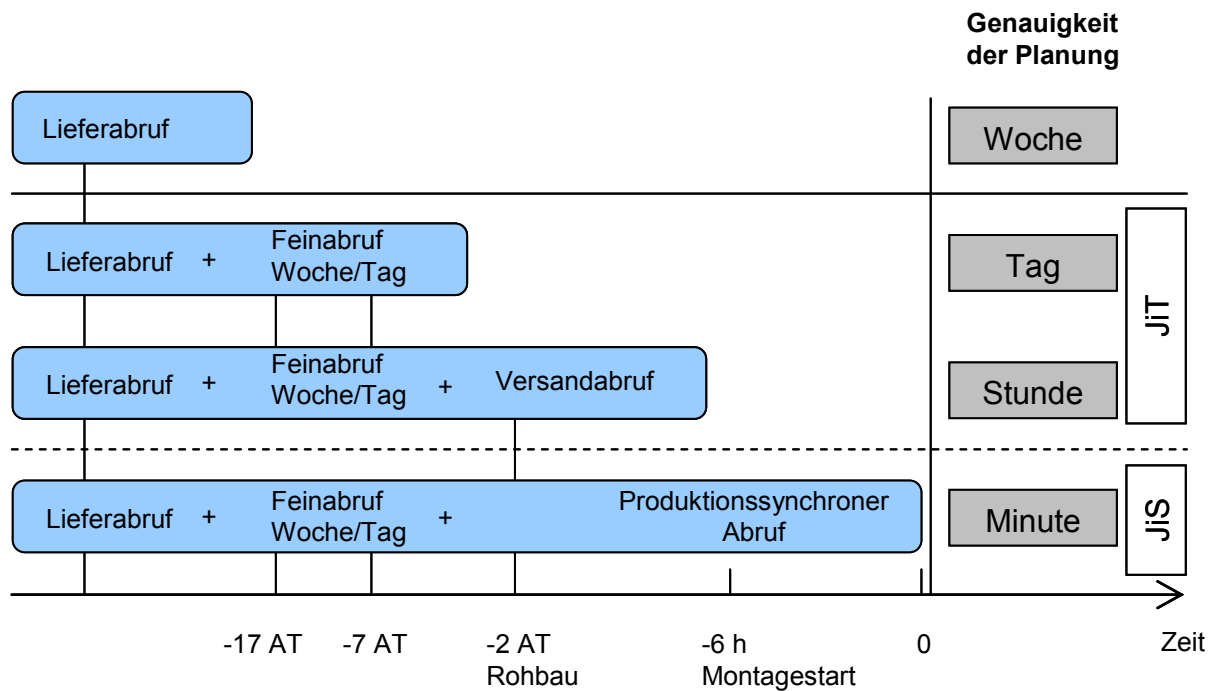 Genauigkeit
der Planung
Lieferabruf
Woche
Lieferabruf + Feinabruf
Woche/Tag
Tag
JiT
Lieferabruf + Feinabruf
Woche/Tag + Versandabruf
Stunde
Lieferabruf + Feinabruf
Woche/Tag + Produktionssynchroner
Abruf
Minute
JiS
-17 AT -7 AT -2 AT -6 h 0 Zeit
Rohbau Montagestart